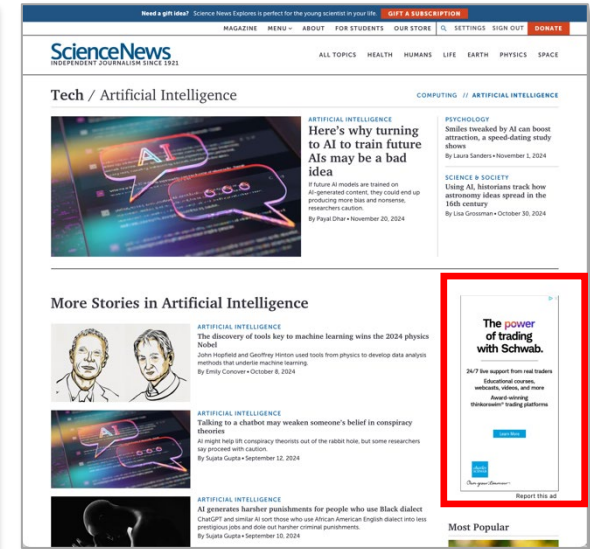 Need a gift idea? Science News Explores is perfect for the young scientist in your life. GIFT A SUBSCRIPTION
MAGAZINE MENU ABOUT FOR STUDENTS OUR STORE SETTINGS SIGN OUT DONATE
ScienceNews
INDEPENDENT JOURNALISM SINCE 1921
ALL TOPICS HEALTH HUMANS LIFE EARTH PHYSICS SPACE
Tech / Artificial Intelligence
COMPUTING // ARTIFICIAL INTELLIGENCE
AI
ARTIFICIAL INTELLIGENCE
Here's why turning
to AI to train future
AIs may be a bad
idea
If future AI models are trained on
AI-generated content, they could end up
producing more bias and nonsense,
researchers caution.
By Payal Dhar • November 20, 2024
PSYCHOLOGY
Smiles tweaked by AI can boost
attraction, a speed-dating study
shows
By Laura Sanders • November 1, 2024
SCIENCE & SOCIETY
Using AI, historians track how
astronomy ideas spread in the
16th century
By Lisa Grossman • October 30, 2024
More Stories in Artificial Intelligence
ARTIFICIAL INTELLIGENCE
The discovery of tools key to machine learning wins the 2024 physics
Nobel
John Hopfield and Geoffrey Hinton used tools from physics to develop data analysis
methods that underlie machine learning.
By Emily Conover • October 8, 2024
AI
ARTIFICIAL INTELLIGENCE
Talking to a chatbot may weaken someone's belief in conspiracy
theories
AI might help lift conspiracy theorists out of the rabbit hole, but some researchers
say proceed with caution.
By Sujata Gupta • September 12, 2024
ARTIFICIAL INTELLIGENCE
AI generates harsher punishments for people who use Black dialect
ChatGPT and similar AI sort those who use African American English dialect into less
prestigious jobs and dole out harsher criminal punishments.
By Sujata Gupta • September 10, 2024
The power
of trading
with Schwab.
24/7 live support from real traders
Educational courses,
webcasts, videos, and more
Award-winning
thinkorswim® trading platforms
Learn More
charles
SCHWAB
Own your tomorrow.
Report this ad
Most Popular